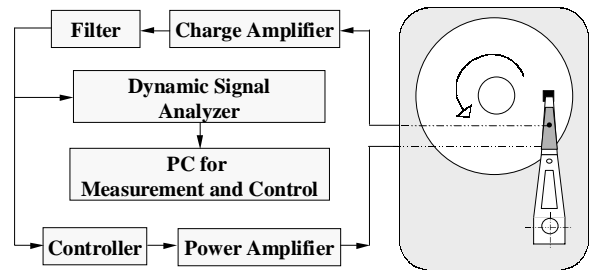 Filter
Charge Amplifier
Dynamic Signal
Analyzer
PC for
Measurement and Control
Controller
Power Amplifier